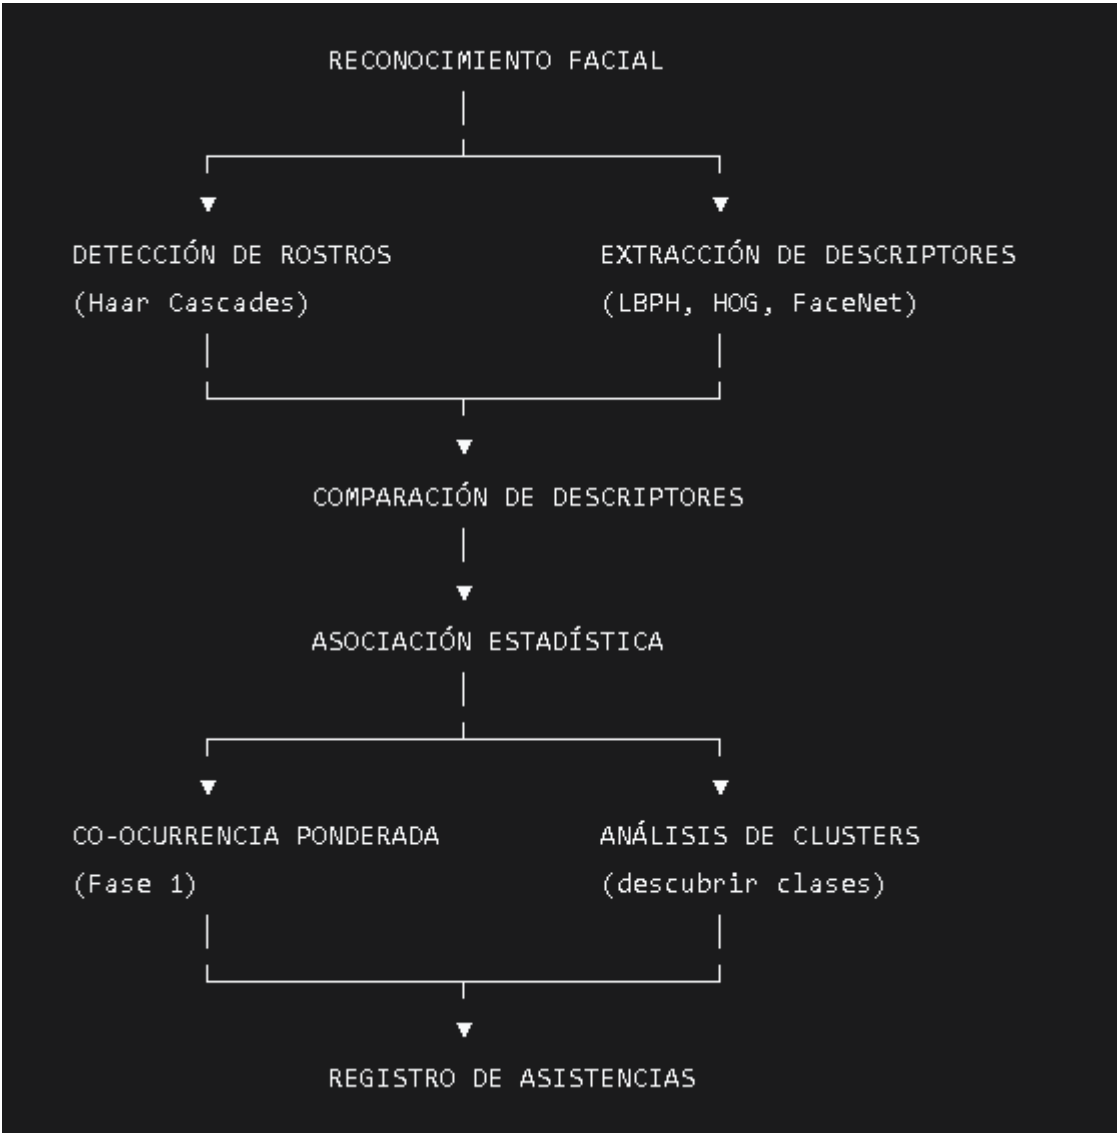 RECONOCIMIENTO FACIAL
DETECCIÓN DE ROSTROS
(Haar Cascades)
EXTRACCIÓN DE DESCRIPTORES
(LBPH, HOG, FaceNet)
COMPARACIÓN DE DESCRIPTORES
ASOCIACIÓN ESTADÍSTICA
CO-OCURRENCIA PONDERADA
(Fase 1)
ANÁLISIS DE CLUSTERS
(descubrir clases)
REGISTRO DE ASISTENCIAS